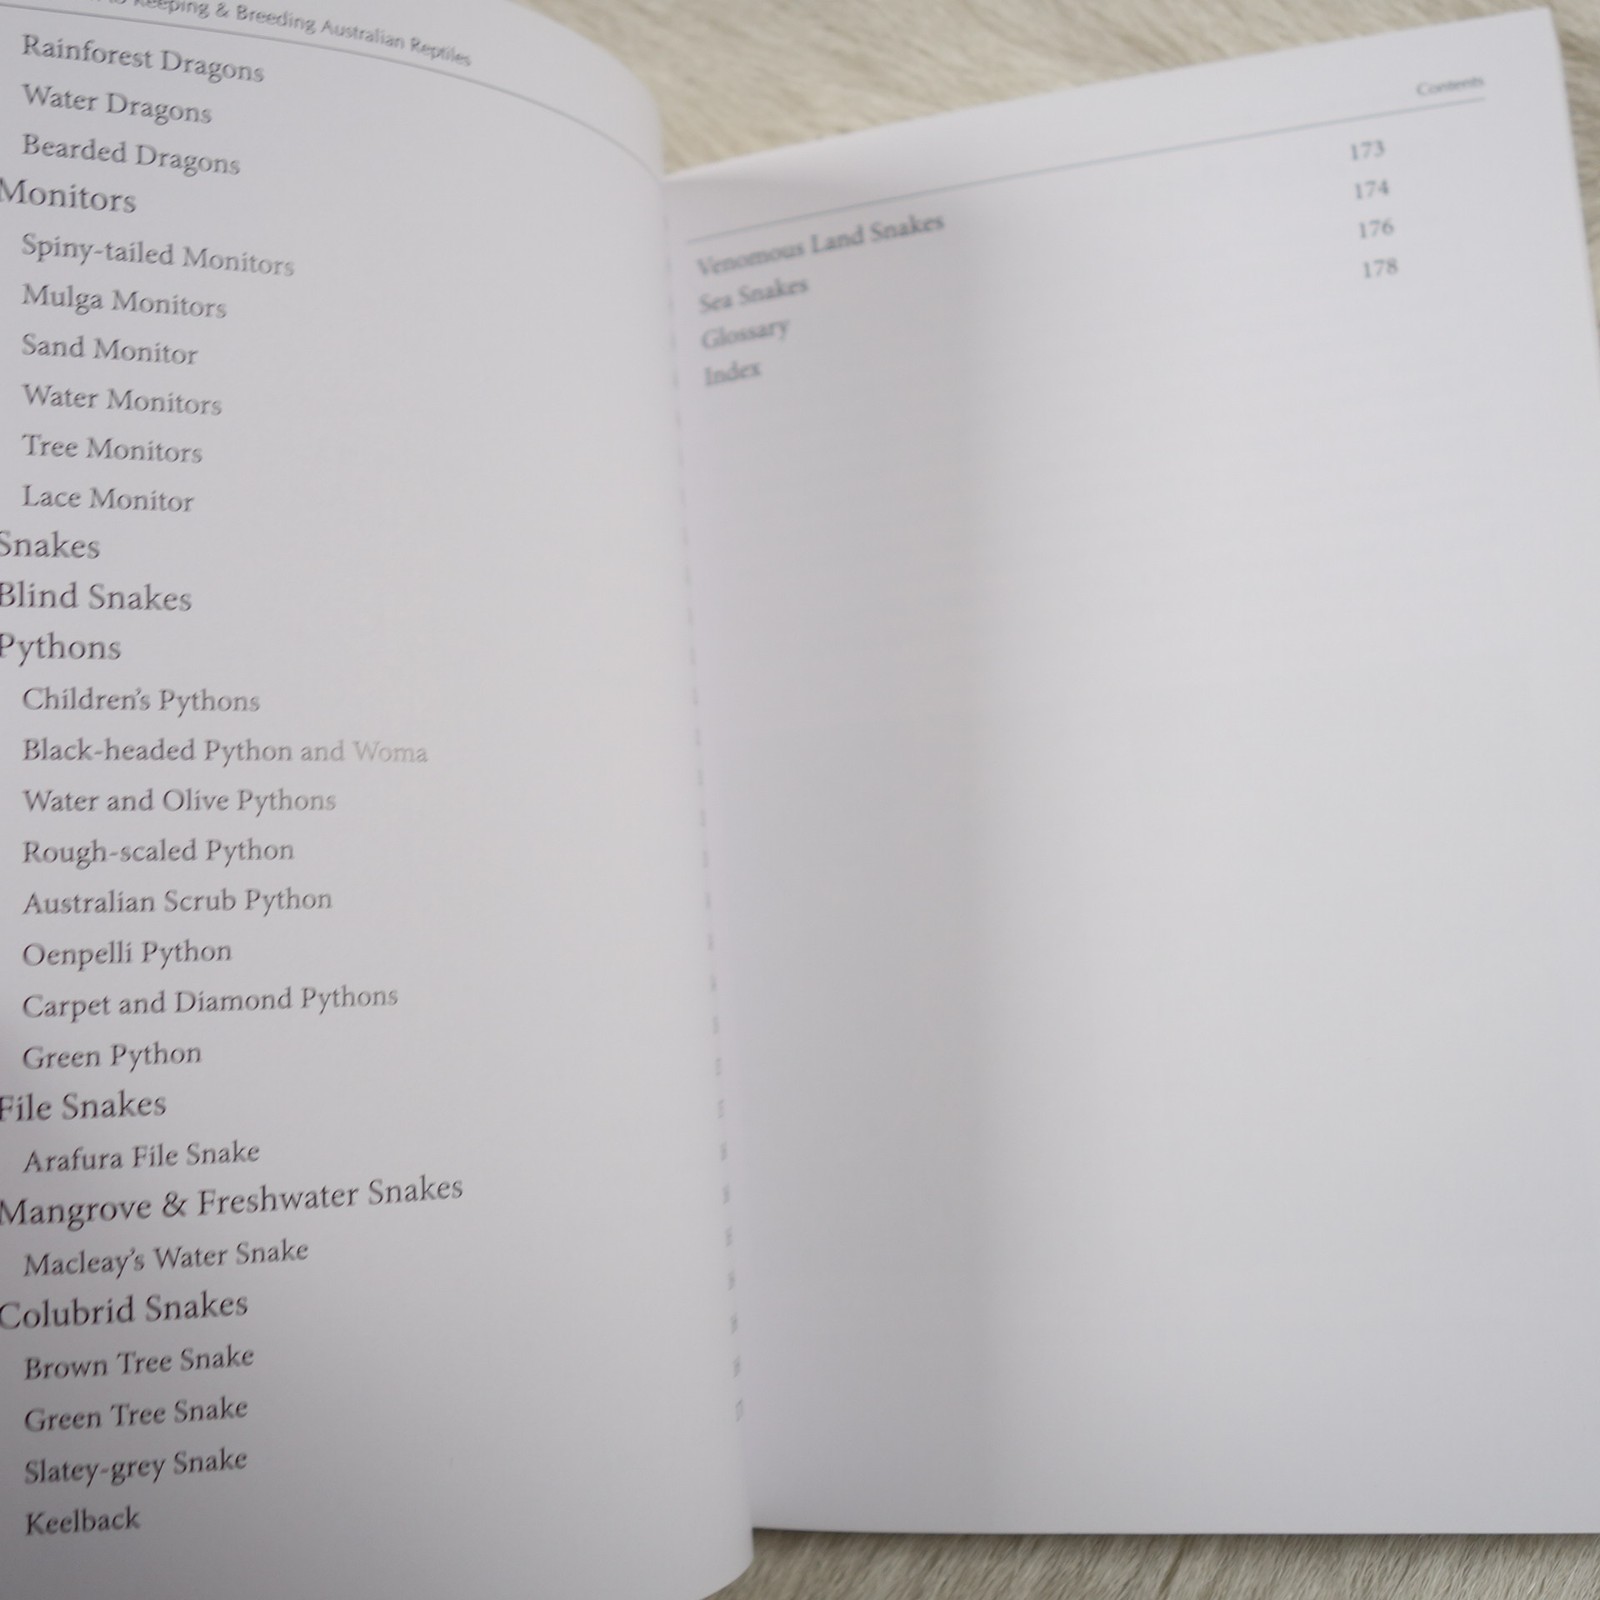 to Keeping & Breeding Australian Reptiles
Rainforest Dragons
Water Dragons
Bearded Dragons
Monitors
Spiny-tailed Monitors
Mulga Monitors
Sand Monitor
Water Monitors
Tree Monitors
Lace Monitor
Snakes
Blind Snakes
Pythons
Children's Pythons
Black-headed Python and Woma
Water and Olive Pythons
Rough-scaled Python
Australian Scrub Python
Oenpelli Python
Carpet and Diamond Pythons
Green Python
File Snakes
Arafura File Snake
Mangrove & Freshwater Snakes
Macleay's Water Snake
Colubrid Snakes
Brown Tree Snake
Green Tree Snake
Slatey-grey Snake
Keelback
Contents
Venomous Land Snakes 173
Sea Snakes 174
Glossary 176
Index 178